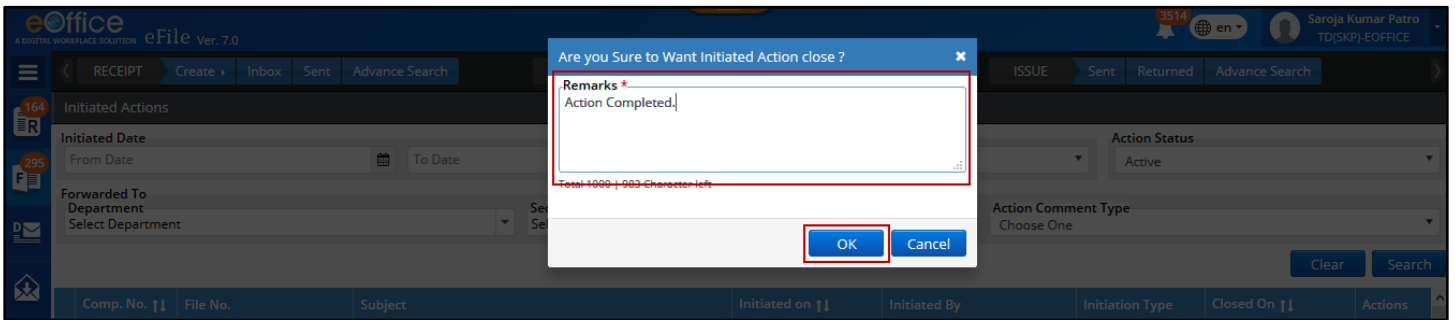 eOffice
A DIGITAL WORKPLACE SOLUTION eFile Ver. 7.0
3514
en
Saroja Kumar Patro
TD(SKP)-EOFFICE
RECEIPT Create Inbox Sent Advance Search
ISSUE Sent Returned Advance Search
Are you Sure to Want Initiated Action close ?
Remarks *
Action Completed.
Total 1000 | 983 Character left
OK Cancel
164
R
295
F
D
Initiated Actions
Initiated Date
From Date To Date
Action Status
Active
Forwarded To
Department
Select Department
Action Comment Type
Choose One
Clear Search
Comp. No. File No. Subject Initiated on Initiated By Initiation Type Closed On Actions